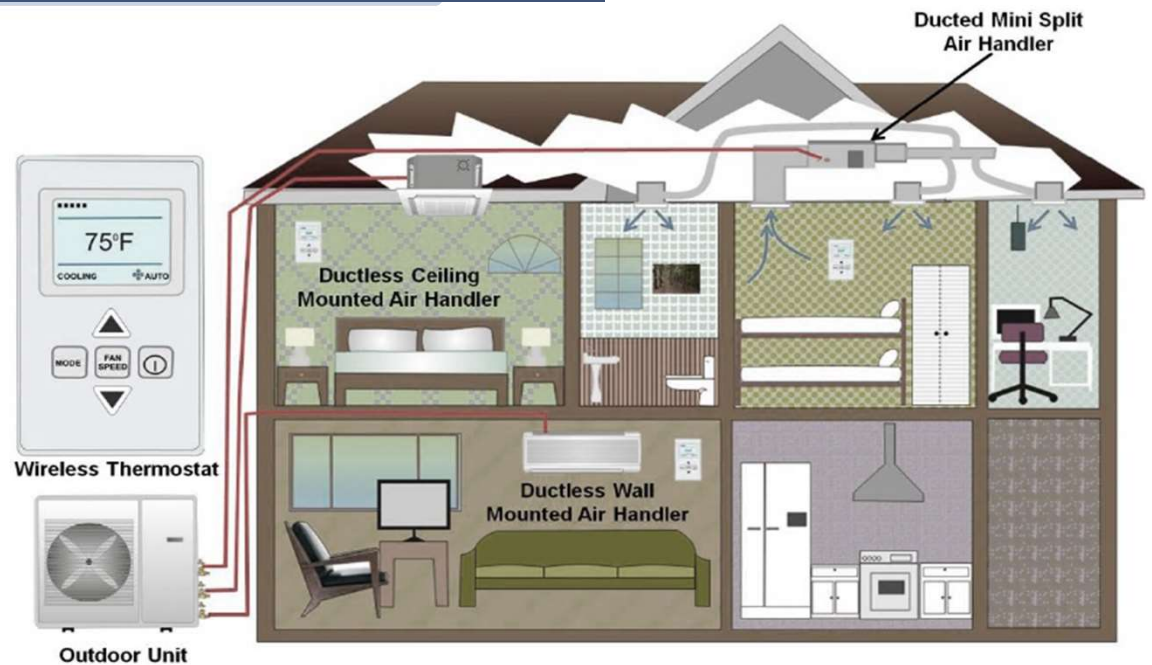 Ducted Mini Split
Air Handler
75°F
COOLING
AUTO
Ductless Ceiling
Mounted Air Handler
MODE
FAN
SPEED
Wireless Thermostat
Ductless Wall
Mounted Air Handler
Outdoor Unit